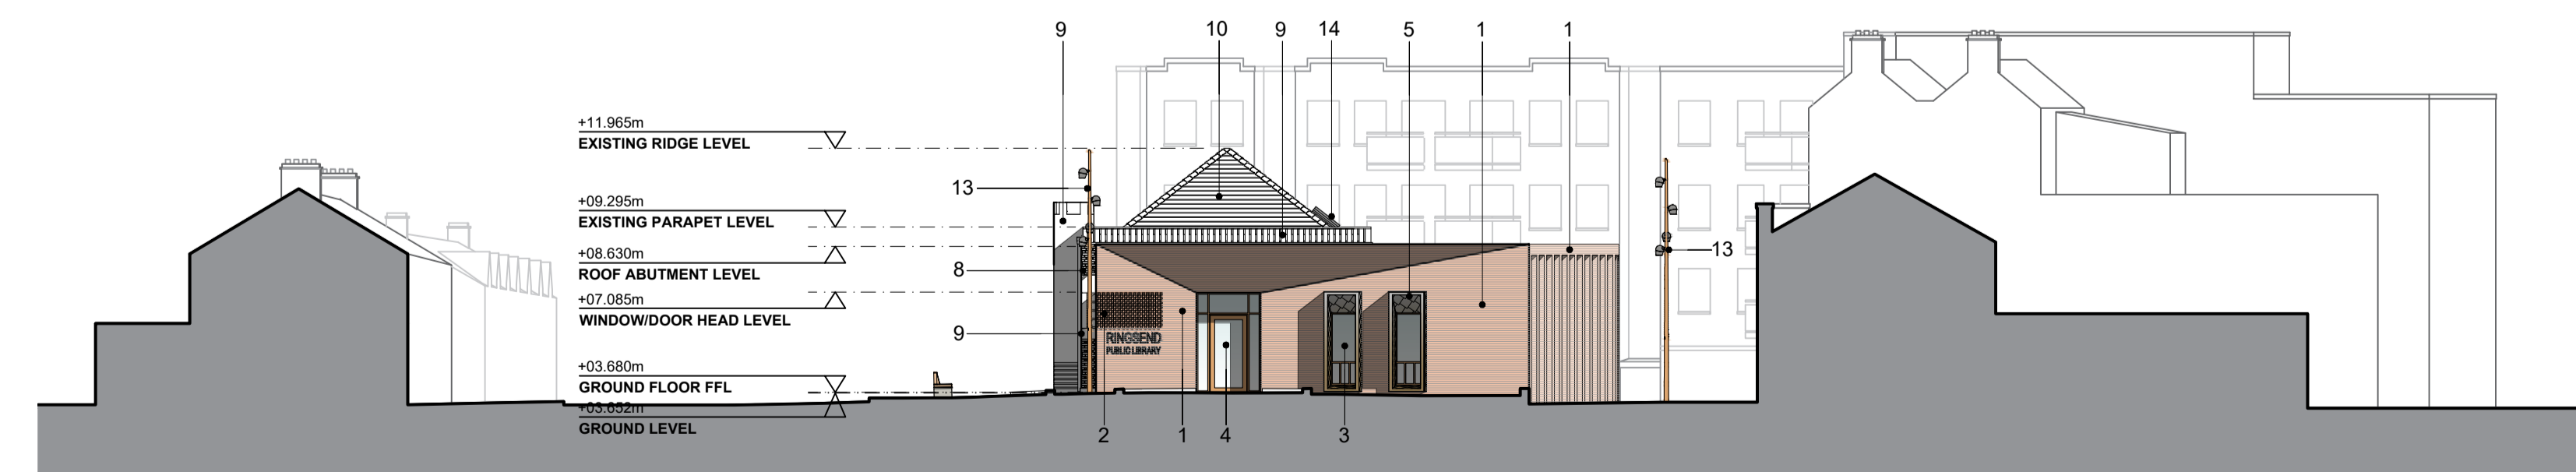 9 10 9 14 5 1 1
+11.965m
EXISTING RIDGE LEVEL
13
+09.295m
EXISTING PARAPET LEVEL
13
+08.630m
ROOF ABUTMENT LEVEL
8
+07.085m
WINDOW/DOOR HEAD LEVEL
9
RINGSEND
PUBLIC LIBRARY
+03.680m
GROUND FLOOR FFL
+03.652m
GROUND LEVEL
2 1 4 3